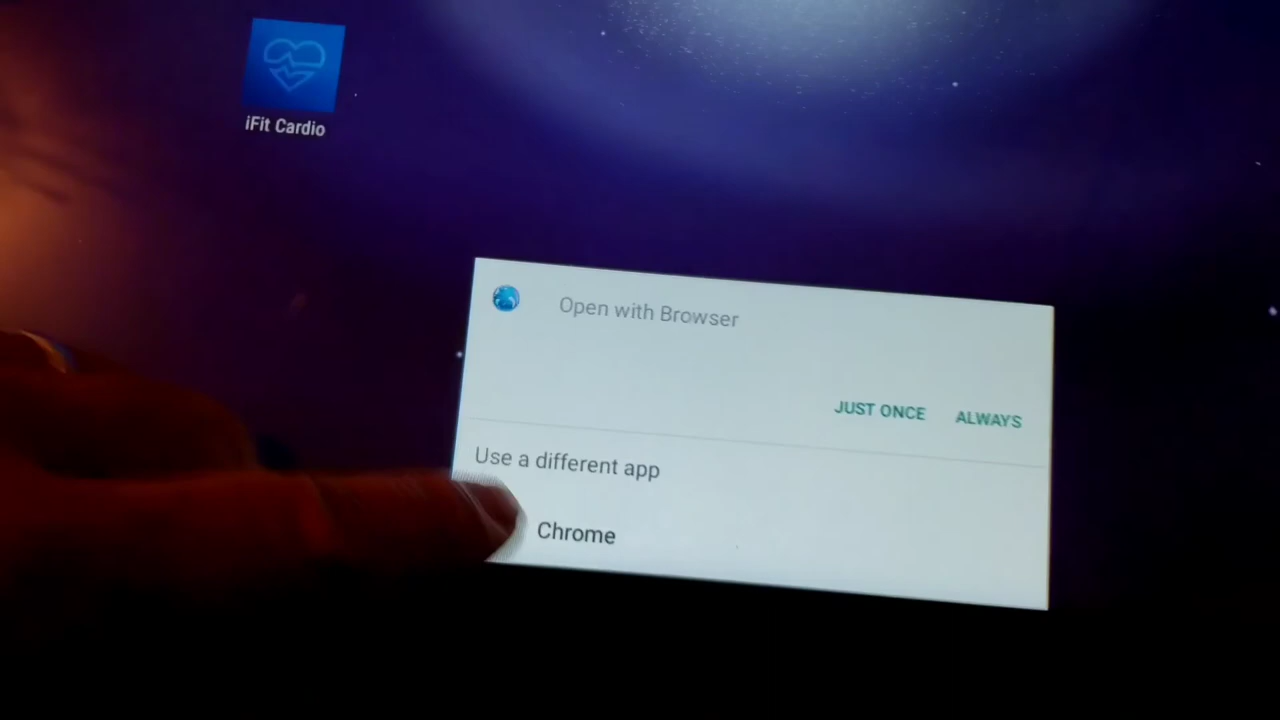 iFit Cardio
Open with Browser
JUST ONCE ALWAYS
Use a different app
Chrome